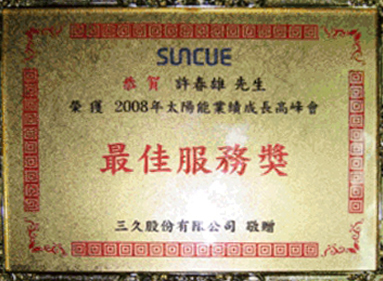 SUNCUE
恭賀 許春雄 先生
榮獲 2008年太陽能業績成長高峰會
最佳服務獎
三久股份有限公司 敬贈